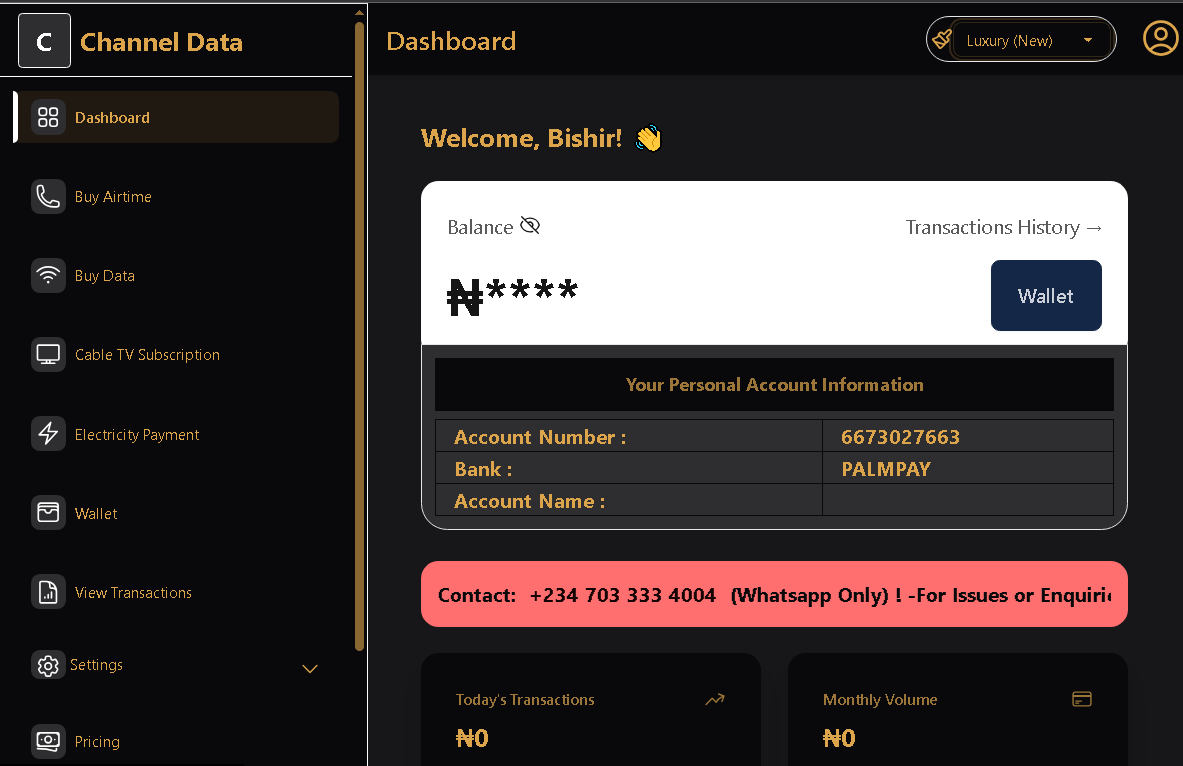 C Channel Data
Dashboard
Luxury (New)
Dashboard
Buy Airtime
Buy Data
Cable TV Subscription
Electricity Payment
Wallet
View Transactions
Settings
Pricing
Welcome, Bishir! 👋
Balance
Transactions History →
₦****
Wallet
Your Personal Account Information
Account Number : 6673027663
Bank : PALMPAY
Account Name :
Contact: +234 703 333 4004 (Whatsapp Only) ! -For Issues or Enquirie
Today's Transactions
₦0
Monthly Volume
₦0